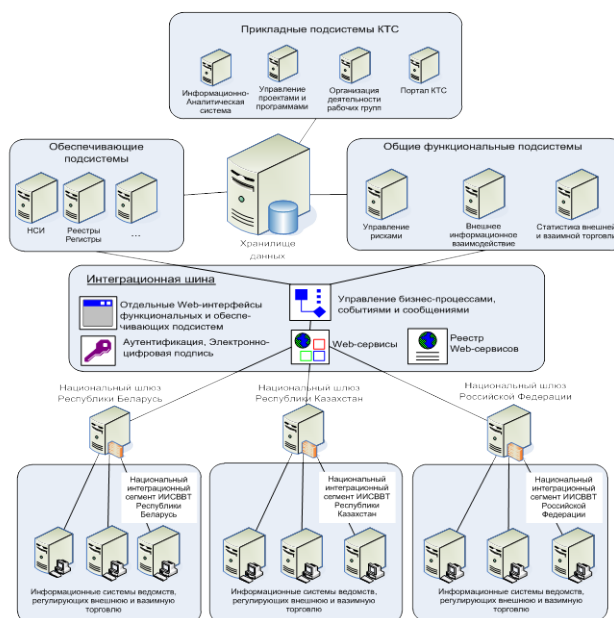 Прикладные подсистемы КТС
Информационно-
Аналитическая
система
Управление
проектами и
программами
Организация
деятельности
рабочих групп
Портал КТС
Обеспечивающие
подсистемы
НСИ
Реестры
Регистры
...
Хранилище
данных
Общие функциональные подсистемы
Управление
рисками
Внешнее
информационное
взаимодействие
Статистика внешней
и взаимной торговли
Интеграционная шина
Отдельные Web-интерфейсы
функциональных и обеспе-
чивающих подсистем
Аутентификация, Электронно-
цифровая подпись
Управление бизнес-процессами,
событиями и сообщениями
Web-сервисы
Реестр
Web-сервисов
Национальный шлюз
Республики Беларусь
Национальный шлюз
Республики Казахстан
Национальный шлюз
Российской Федерации
Национальный
интеграционный
сегмент ИИСВВТ
Республики
Беларусь
Информационные системы ведомств,
регулирующих внешнюю и вазимную
торговлю
Национальный
интеграционный
сегмент ИИСВВТ
Республики
Казахстан
Информационные системы ведомств,
регулирующих внешнюю и вазимную
торговлю
Национальный
интеграционный
сегмент ИИСВВТ
Российской
Федерации
Информационные системы ведомств,
регулирующих внешнюю и вазимную
торговлю